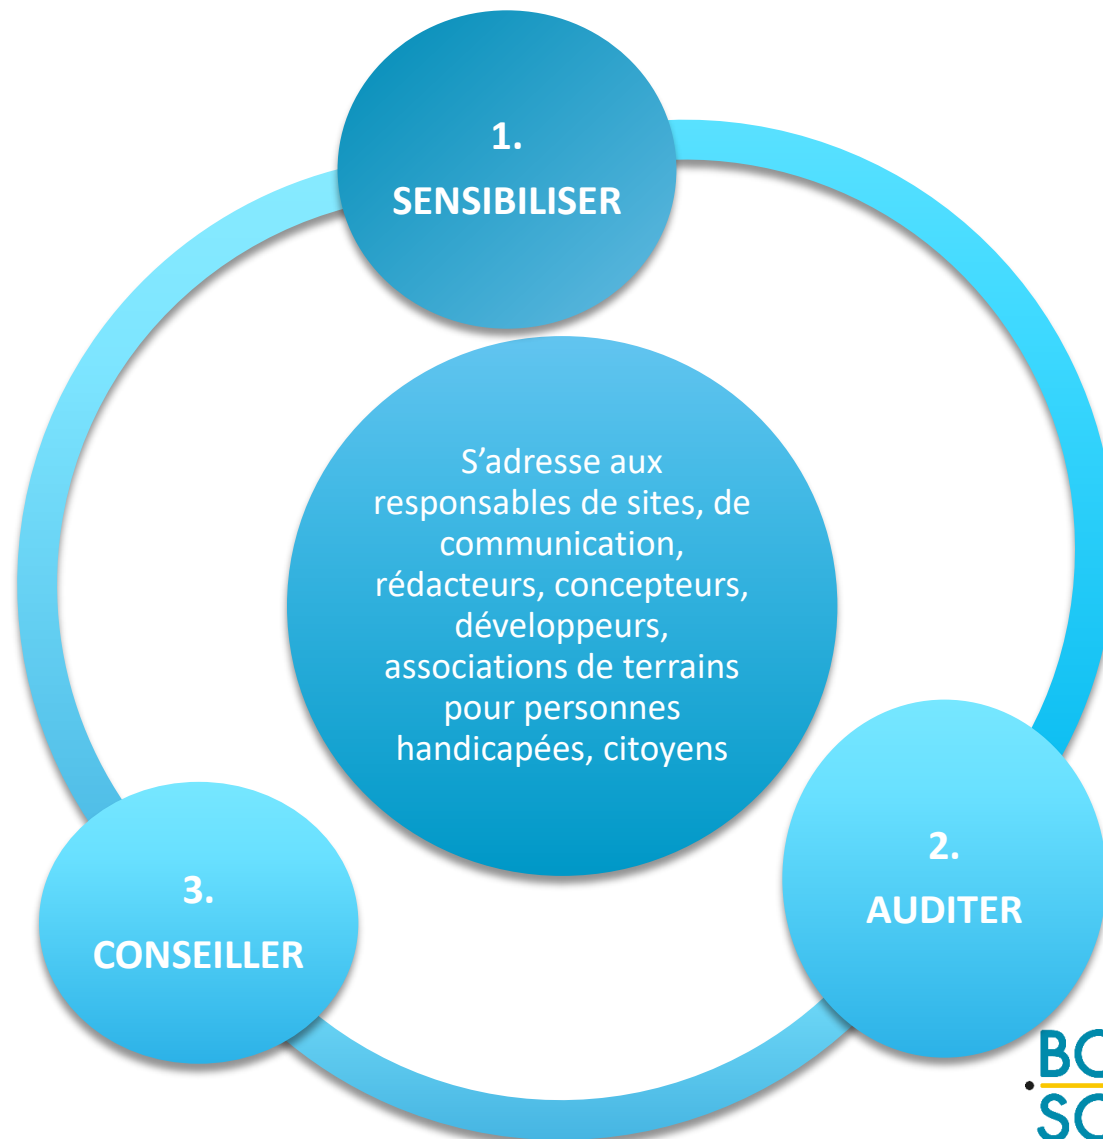 1.
SENSIBILISER
S’adresse aux
responsables de sites, de
communication,
rédacteurs, concepteurs,
développeurs,
associations de terrains
pour personnes
handicapées, citoyens
2.
AUDITER
3.
CONSEILLER